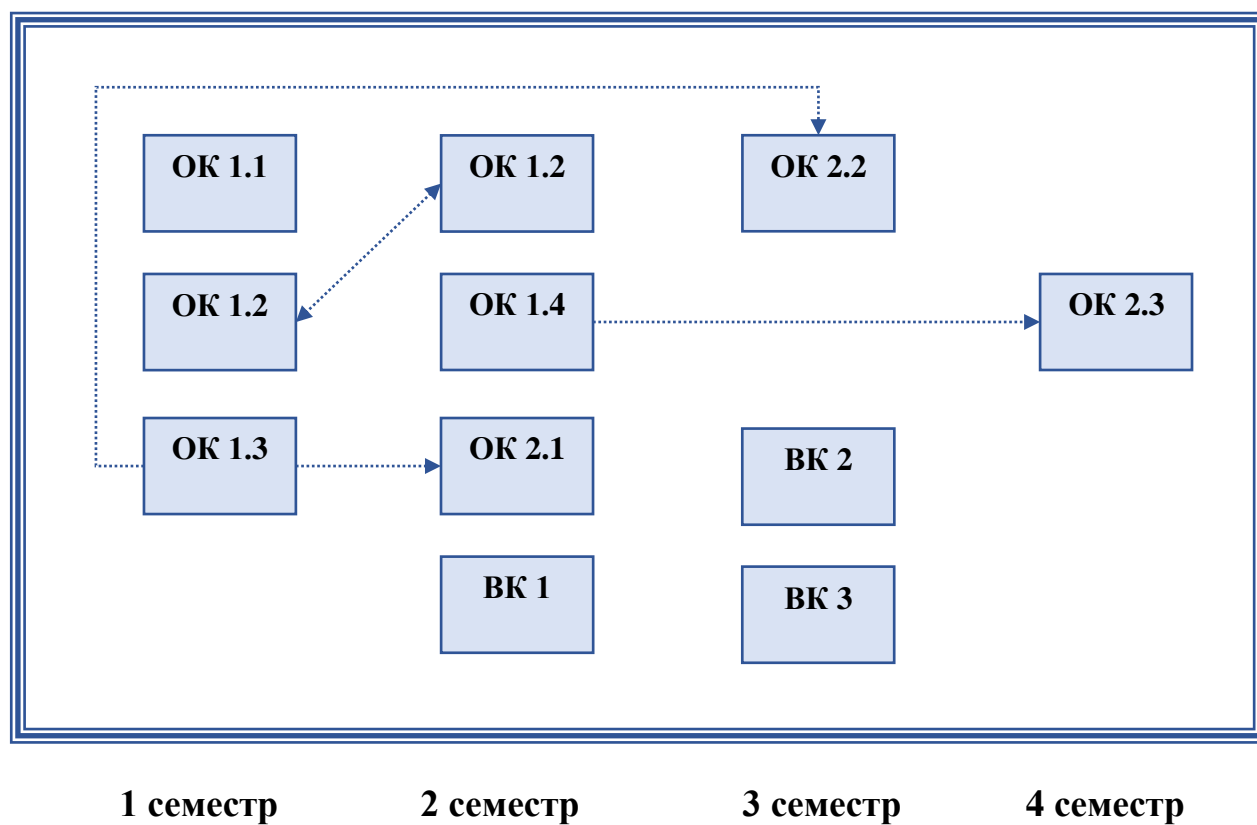 ОК 1.1
ОК 1.2
ОК 2.2
ОК 1.2
ОК 1.4
ОК 2.3
ОК 1.3
ОК 2.1
ВК 2
ВК 1
ВК 3
1 семестр
2 семестр
3 семестр
4 семестр